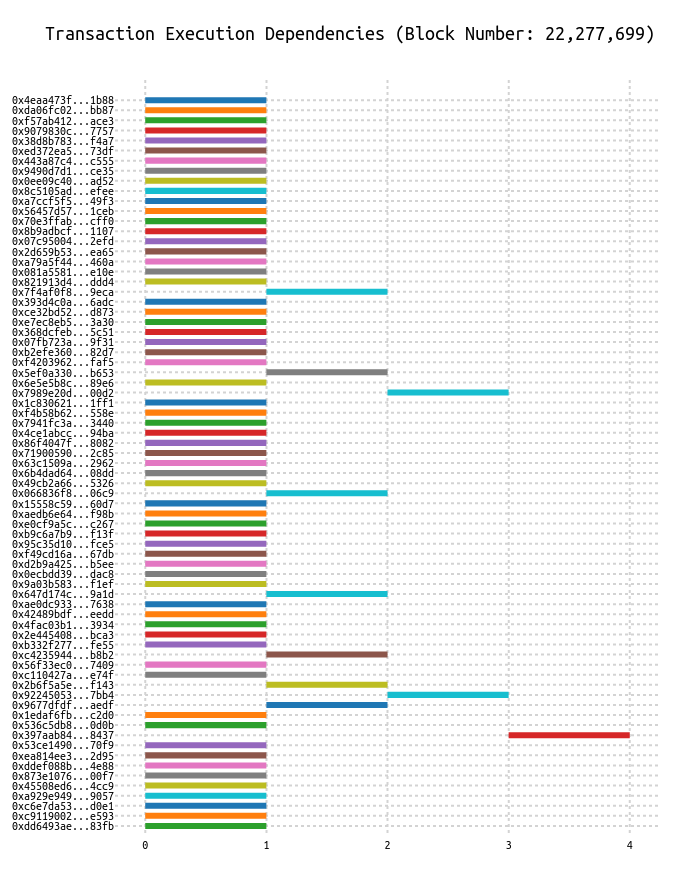 Transaction Execution Dependencies (Block Number: 22,277,699)
0x4eaa473f...1b88
0xda06fc02...bb87
0xf57ab412...ace3
0x9079830c...7757
0x38d8b783...f4a7
0xed372ea5...73df
0x443a87c4...c555
0x9490d7d1...ce35
0x0ee09c40...ad52
0x8c5105ad...efee
0xa7ccf5f5...49f3
0x56457d57...1ceb
0x70e3ffab...cff0
0x8b9adbcf...1107
0x07c95004...2efd
0x2d659b53...ea65
0xa79a5f44...460a
0x081a5581...e10e
0x821913d4...ddd4
0x7f4af0f8...9eca
0x393d4c0a...6adc
0xce32bd52...d873
0xe7ec8eb5...3a30
0x368dcfeb...5c51
0x07fb723a...9f31
0xb2efe360...82d7
0xf4203962...faf5
0x5ef0a330...b653
0x6e5e5b8c...89e6
0x7989e20d...00d2
0x1c830621...1ff1
0xf4b58b62...558e
0x7941fc3a...3440
0x4ce1abcc...94ba
0x86f4047f...8082
0x71900590...2c85
0x63c1509a...2962
0x6b4dad64...08dd
0x49cb2a66...5326
0x066836f8...06c9
0x15558c59...60d7
0xaedb6e64...f98b
0xe0cf9a5c...c267
0xb9c6a7b9...f13f
0x95c35d10...fce5
0xf49cd16a...67db
0xd2b9a425...b5ee
0x0ecbdd39...dac8
0x9a03b583...f1ef
0x647d174c...9a1d
0xae0dc933...7638
0x42489bdf...eedd
0x4fac03b1...3934
0x2e445408...bca3
0xb332f277...fe55
0xc4235944...b8b2
0x56f33ec0...7409
0xc110427a...e74f
0x2b6f5a5e...f143
0x92245053...7bb4
0x9677dfdf...aedf
0x1edaf6fb...c2d0
0x536c5db8...0d0b
0x397aab84...8437
0x53ce1490...70f9
0xea814ee3...2d95
0xddef088b...4e88
0x873e1076...00f7
0x45508ed6...4cc9
0xa929e949...9057
0xc6e7da53...d0e1
0xc9119002...e593
0xdd6493ae...83fb
0 1 2 3 4